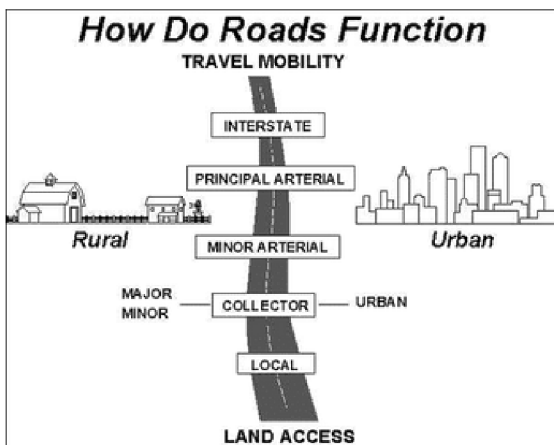 How Do Roads Function
TRAVEL MOBILITY
INTERSTATE
PRINCIPAL ARTERIAL
Rural
Urban
MINOR ARTERIAL
MAJOR
MINOR
COLLECTOR
URBAN
LOCAL
LAND ACCESS